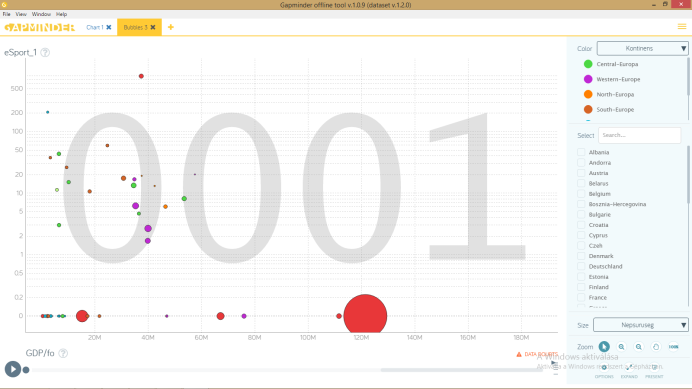 Gapminder offline tool v.1.0.9 (dataset v.1.2.0)
File View Window Help
GAPMINDER
Chart 1
Bubbles 3
eSport_1
0001
500
200
100
50
20
10
5
2
1
0.5
0.2
0
20M 40M 60M 80M 100M 120M 140M 160M 180M
GDP/fo
DATA DOUBTS
Color
Kontinens
Central-Europa
Western-Europe
North-Europa
South-Europa
Select
Search...
Albania
Andorra
Austria
Belarus
Belgium
Bosznia-Hercegovina
Bulgarie
Croatia
Cyprus
Czek
Denmark
Deutschland
Estonia
Finland
France
Size
Nepsuruseg
Zoom
100%
A Windows aktiválása
OPTIONS EXPAND PRESENT